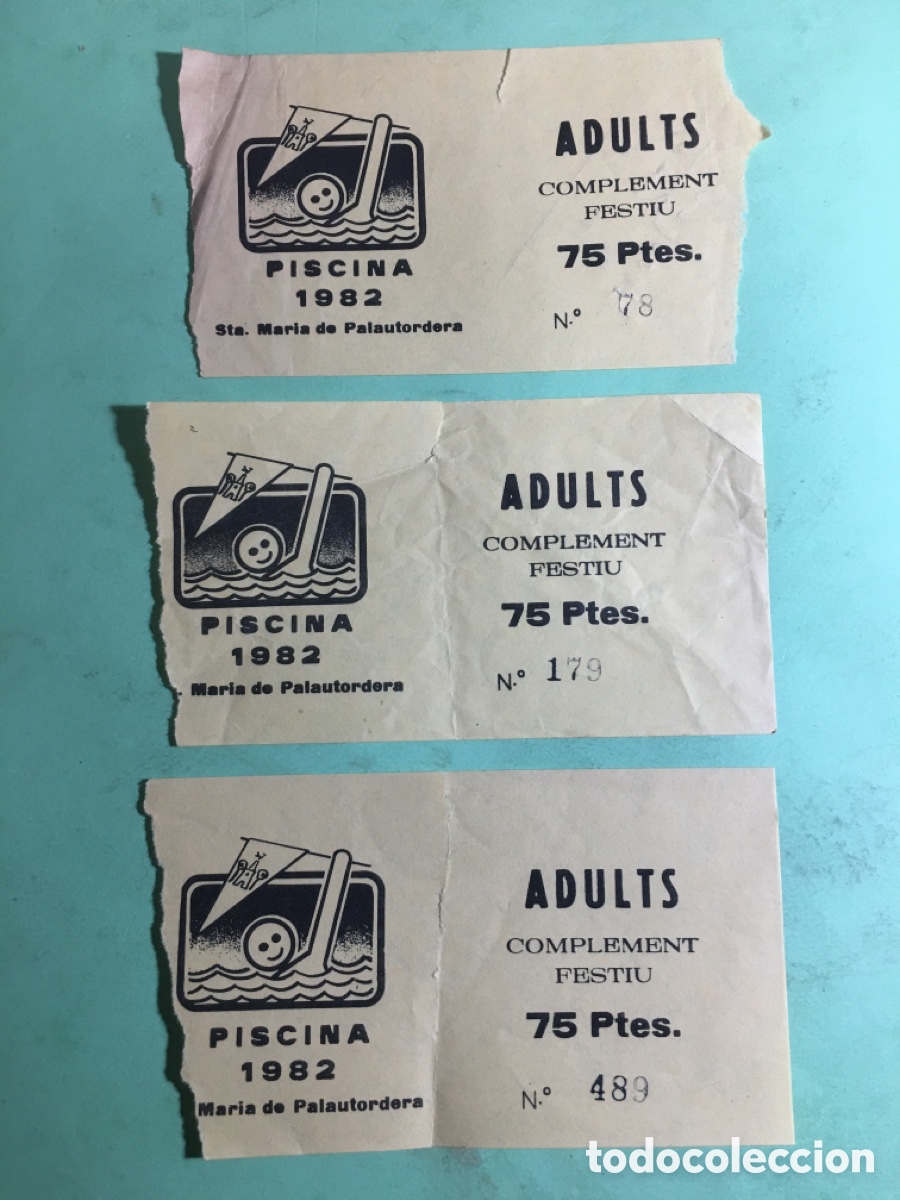 PISCINA
1982
Sta. Maria de Palautordera
ADULTS
COMPLEMENT
FESTIU
75 Ptes.
N.º 78
PISCINA
1982
. Maria de Palautordera
ADULTS
COMPLEMENT
FESTIU
75 Ptes.
N.º 179
PISCINA
1982
Maria de Palautordera
ADULTS
COMPLEMENT
FESTIU
75 Ptes.
N.º 489
todocoleccion